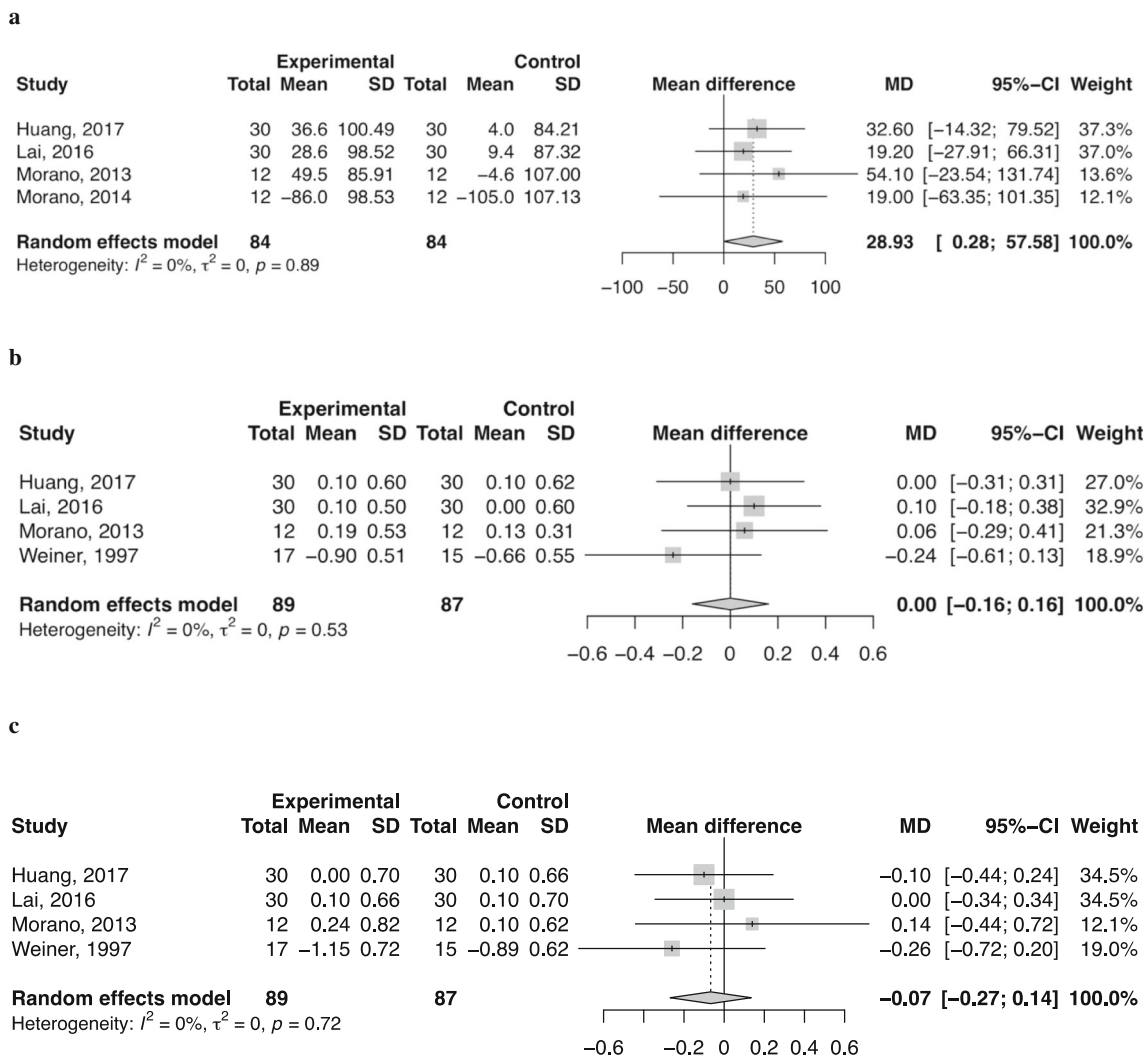 a
Experimental Control
Study Total Mean SD Total Mean SD Mean difference MD 95%−CI Weight
Huang, 2017 30 36.6 100.49 30 4.0 84.21 32.60 [−14.32; 79.52] 37.3%
Lai, 2016 30 28.6 98.52 30 9.4 87.32 19.20 [−27.91; 66.31] 37.0%
Morano, 2013 12 49.5 85.91 12 −4.6 107.00 54.10 [−23.54; 131.74] 13.6%
Morano, 2014 12 −86.0 98.53 12 −105.0 107.13 19.00 [−63.35; 101.35] 12.1%
Random effects model 84 84 28.93 [ 0.28; 57.58] 100.0%
Heterogeneity: I² = 0%, τ² = 0, p = 0.89
−100 −50 0 50 100
b
Experimental Control
Study Total Mean SD Total Mean SD Mean difference MD 95%−CI Weight
Huang, 2017 30 0.10 0.60 30 0.10 0.62 0.00 [−0.31; 0.31] 27.0%
Lai, 2016 30 0.10 0.50 30 0.00 0.60 0.10 [−0.18; 0.38] 32.9%
Morano, 2013 12 0.19 0.53 12 0.13 0.31 0.06 [−0.29; 0.41] 21.3%
Weiner, 1997 17 −0.90 0.51 15 −0.66 0.55 −0.24 [−0.61; 0.13] 18.9%
Random effects model 89 87 0.00 [−0.16; 0.16] 100.0%
Heterogeneity: I² = 0%, τ² = 0, p = 0.53
−0.6 −0.4 −0.2 0 0.2 0.4 0.6
c
Experimental Control
Study Total Mean SD Total Mean SD Mean difference MD 95%−CI Weight
Huang, 2017 30 0.00 0.70 30 0.10 0.66 −0.10 [−0.44; 0.24] 34.5%
Lai, 2016 30 0.10 0.66 30 0.10 0.70 0.00 [−0.34; 0.34] 34.5%
Morano, 2013 12 0.24 0.82 12 0.10 0.62 0.14 [−0.44; 0.72] 12.1%
Weiner, 1997 17 −1.15 0.72 15 −0.89 0.62 −0.26 [−0.72; 0.20] 19.0%
Random effects model 89 87 −0.07 [−0.27; 0.14] 100.0%
Heterogeneity: I² = 0%, τ² = 0, p = 0.72
−0.6 −0.2 0 0.2 0.4 0.6